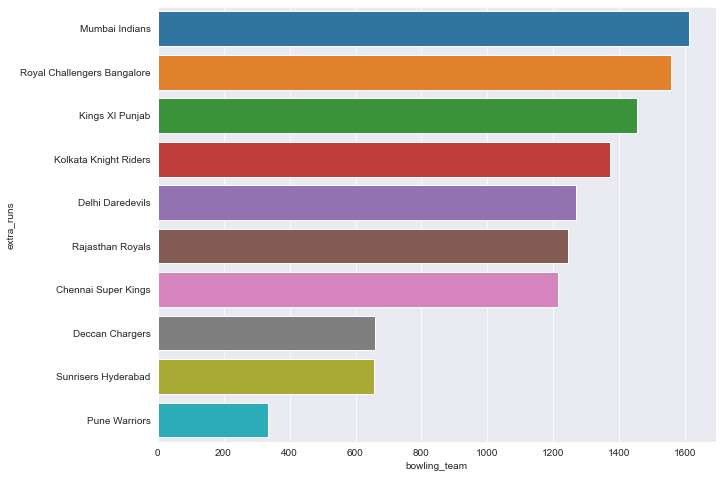 Mumbai Indians
Royal Challengers Bangalore
Kings XI Punjab
Kolkata Knight Riders
Delhi Daredevils
Rajasthan Royals
Chennai Super Kings
Deccan Chargers
Sunrisers Hyderabad
Pune Warriors
extra_runs
0 200 400 600 800 1000 1200 1400 1600
bowling_team